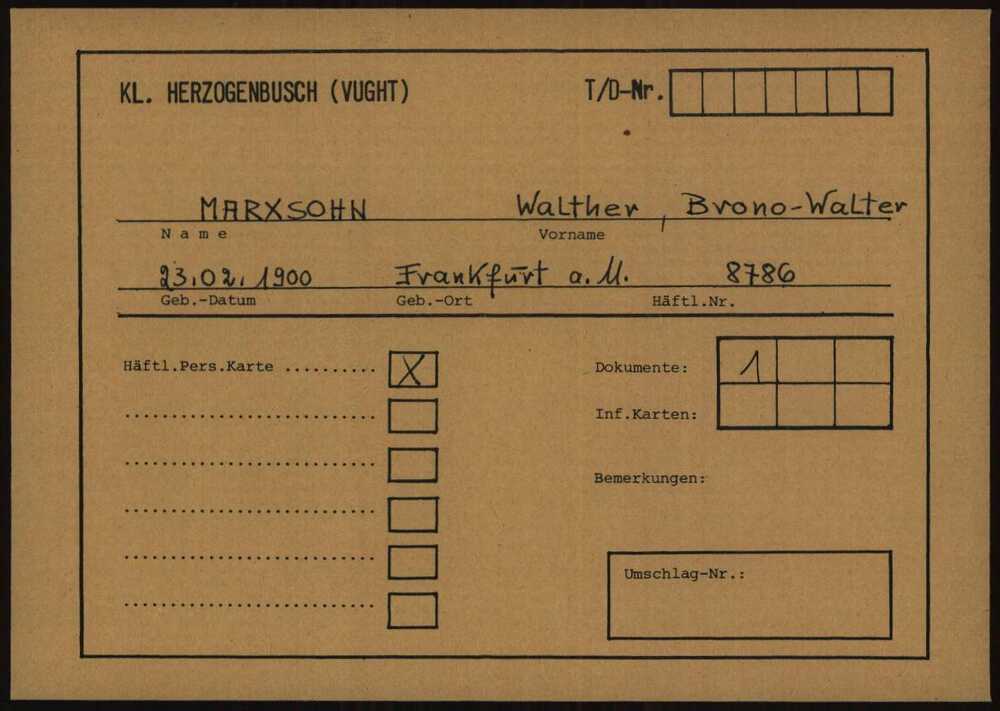 KL. HERZOGENBUSCH (VUGHT) T/D-Nr.
MARXSOHN Walther, Brono-Walter
Name Vorname
23.02.1900 Frankfurt a.M. 8786
Geb.-Datum Geb.-Ort Häftl.Nr.
Häftl.Pers.Karte .......... X Dokumente: 1
Inf.Karten:
Bemerkungen:
Umschlag-Nr.: